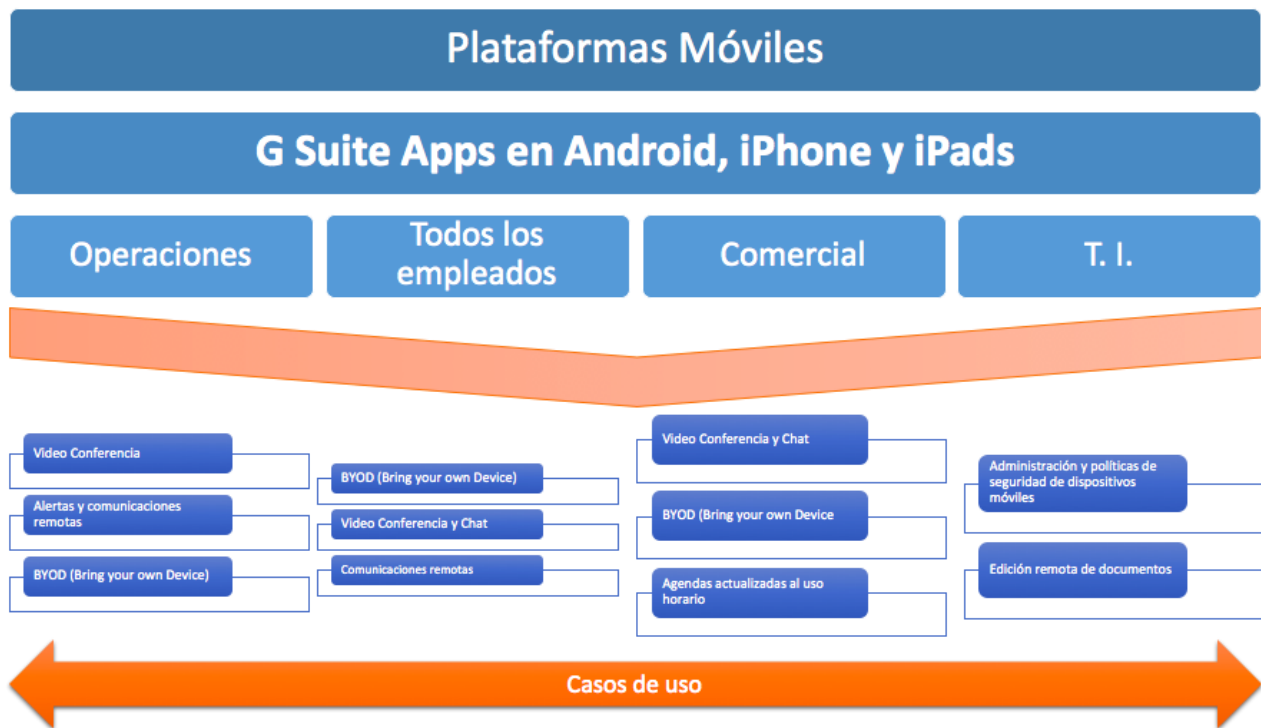 Plataformas Móviles
G Suite Apps en Android, iPhone y iPads
Operaciones
Todos los
empleados
Comercial
T. I.
Video Conferencia
Alertas y comunicaciones
remotas
BYOD (Bring your own Device)
BYOD (Bring your own Device)
Video Conferencia y Chat
Comunicaciones remotas
Video Conferencia y Chat
BYOD (Bring your own Device
Agendas actualizadas al uso
horario
Administración y políticas de
seguridad de dispositivos
móviles
Edición remota de documentos
Casos de uso